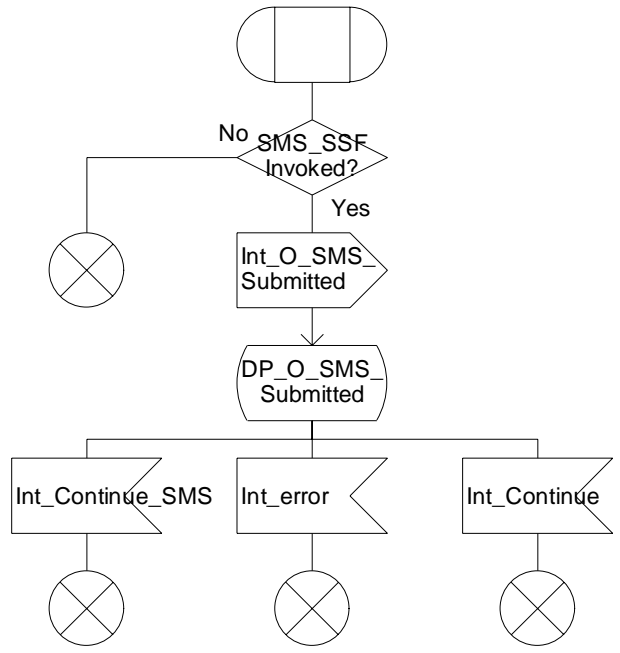 No
SMS_SSF
Invoked?
Yes
Int_O_SMS_
Submitted
DP_O_SMS_
Submitted
Int_Continue_SMS
Int_error
Int_Continue